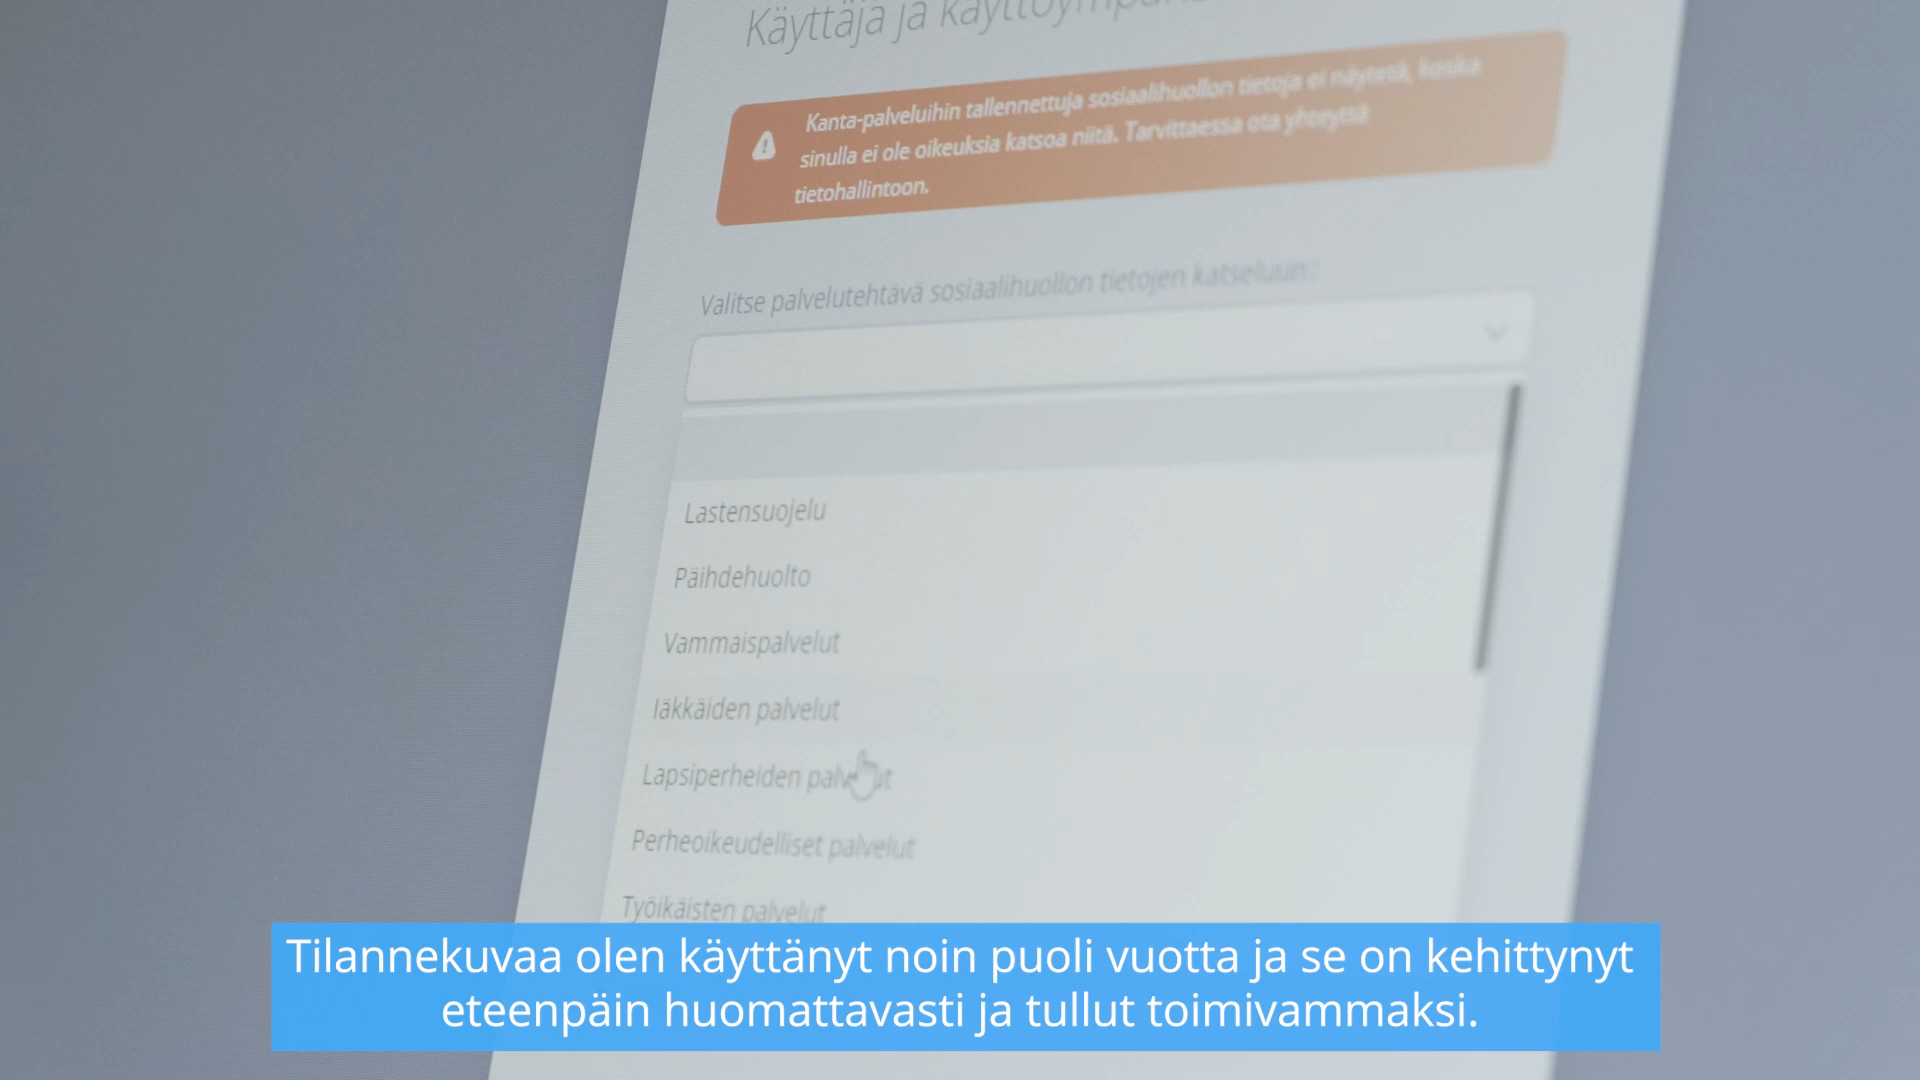 Käyttäjä ja
Kanta-palveluihin tallennettuja sosiaalihuollon tietoja ei näytetä, koska
sinulla ei ole oikeuksia katsoa niitä. Tarvittaessa ota yhteyttä
tietohallintoon.
Valitse palvelutehtävä sosiaalihuollon tietojen katseluun:
Lastensuojelu
Päihdehuolto
Vammaispalvelut
Iäkkäiden palvelut
Lapsiperheiden palvelut
Perheoikeudelliset palvelut
Työikäisten palvelut
Tilannekuvaa olen käyttänyt noin puoli vuotta ja se on kehittynyt
eteenpäin huomattavasti ja tullut toimivammaksi.